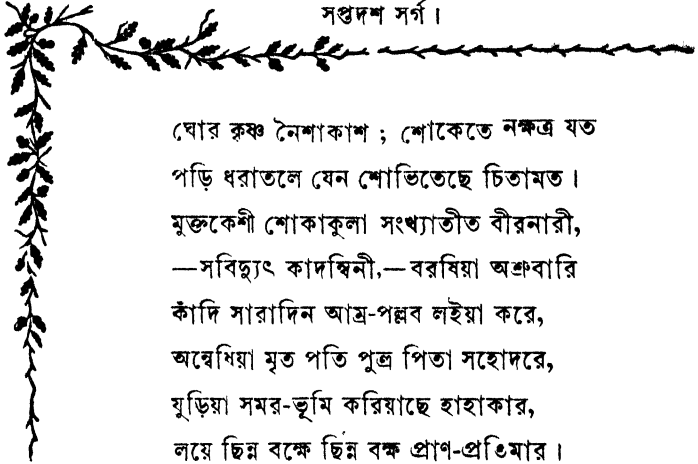 সপ্তদশ সর্গ।
ঘোর কৃষ্ণ নৈশাকাশ ; শোকেতে নক্ষত্র যত
পড়ি ধরাতলে যেন শোভিতেছে চিতামত।
মুক্তকেশী শোকাকুলা সংখ্যাতীত বীরনারী,
—সবিদ্যুৎ কাদম্বিনী,—বরষিয়া অশ্রুবারি
কাঁদি সারাদিন আম্র-পল্লব লইয়া করে,
অন্বেষিয়া মৃত পতি পুত্র পিতা সহোদরে,
যুড়িয়া সমর-ভূমি করিয়াছে হাহাকার,
লয়ে ছিন্ন বক্ষে ছিন্ন বক্ষ প্রাণ-প্রতিমার।